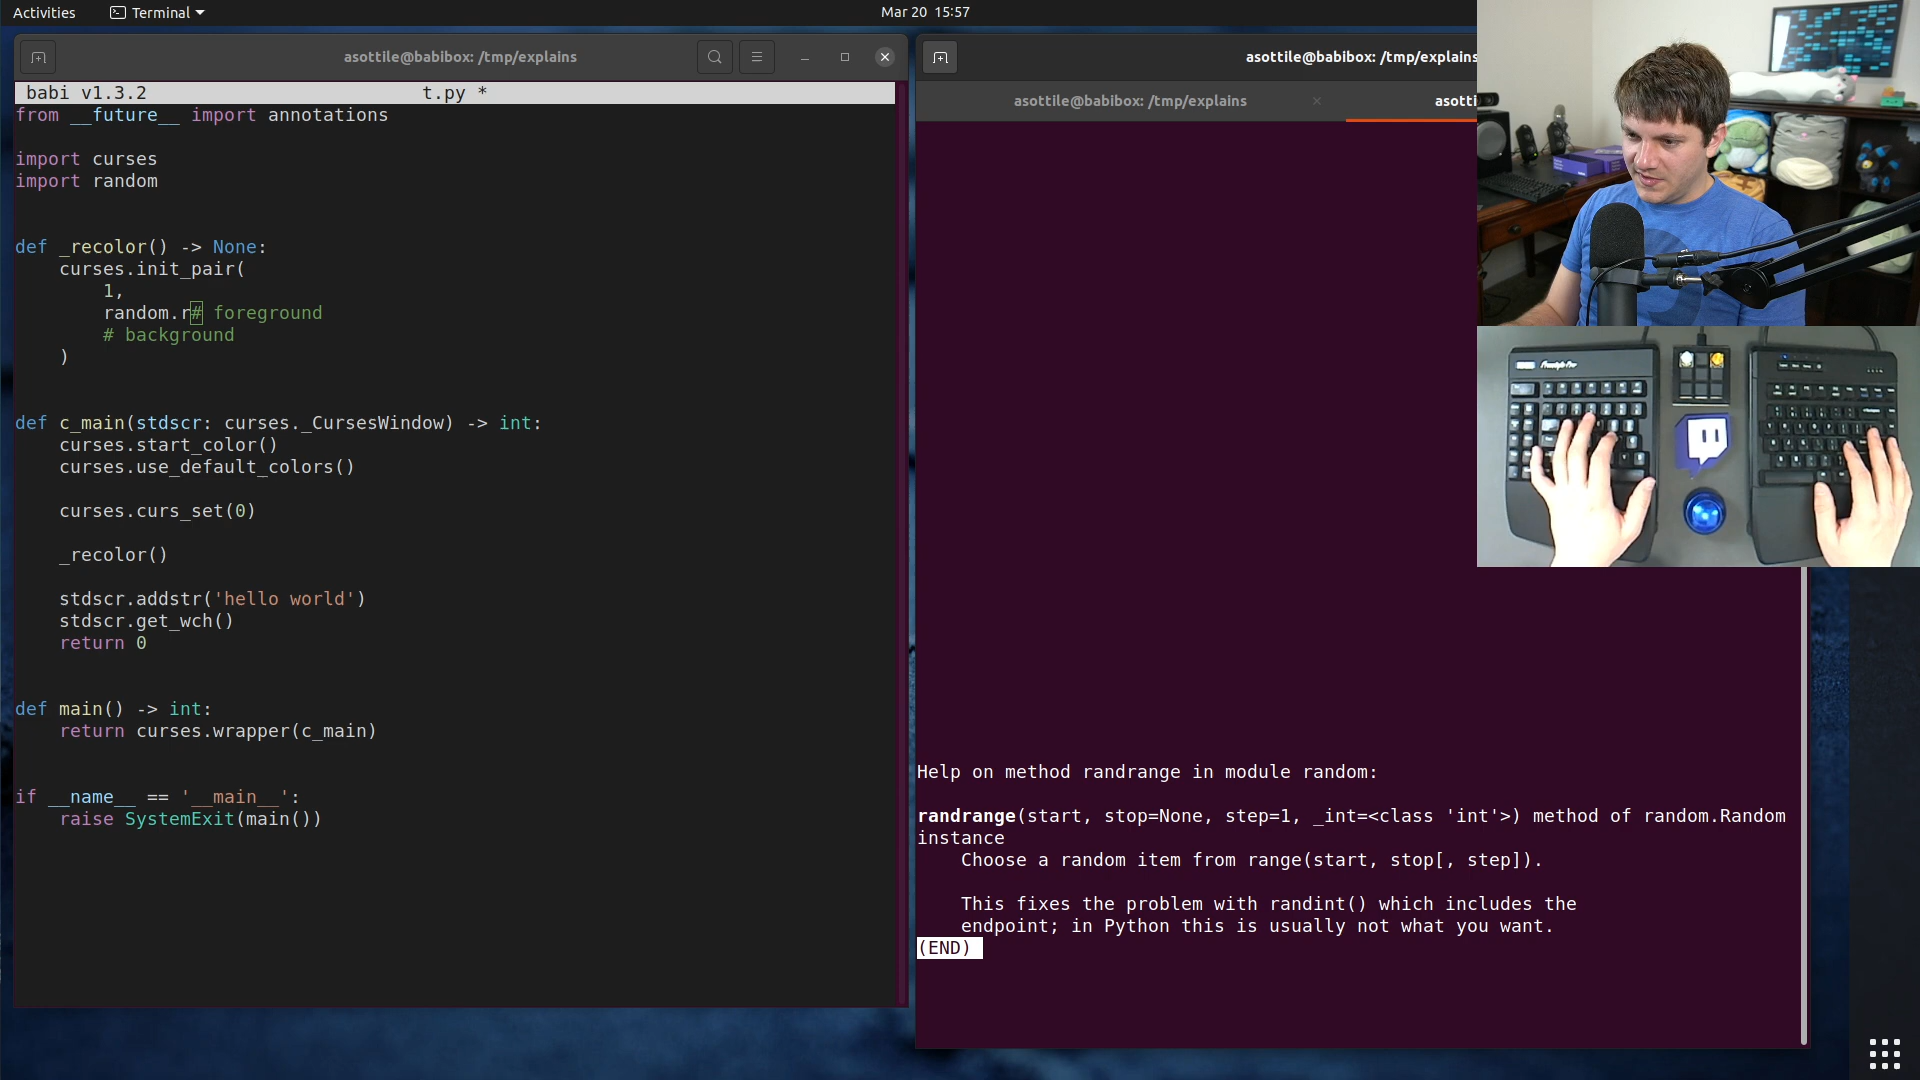 Activities
Terminal
Mar 20 15:57
asottile@babibox: /tmp/explains
babi v1.3.2 t.py *
from __future__ import annotations
import curses
import random
def _recolor() -> None:
    curses.init_pair(
        1,
        random.r# foreground
        # background
    )
def c_main(stdscr: curses._CursesWindow) -> int:
    curses.start_color()
    curses.use_default_colors()
    curses.curs_set(0)
    _recolor()
    stdscr.addstr('hello world')
    stdscr.get_wch()
    return 0
def main() -> int:
    return curses.wrapper(c_main)
if __name__ == '__main__':
    raise SystemExit(main())
asottile@babibox: /tmp/explains
asottile@babibox: /tmp/explains
asotti
Help on method randrange in module random:
randrange(start, stop=None, step=1, _int=<class 'int'>) method of random.Random
instance
    Choose a random item from range(start, stop[, step]).
    This fixes the problem with randint() which includes the
    endpoint; in Python this is usually not what you want.
(END)